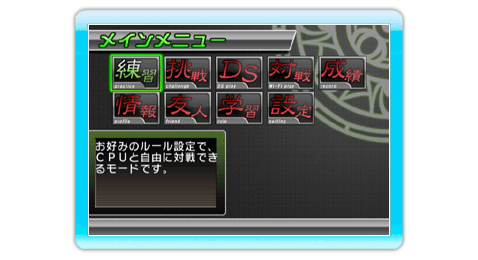 メインメニュー
練習 挑戦 DS 対戦 成績
practice challenge DS play Wi-Fi play record
情報 友人 学習 設定
profile friend rule setting
お好みのルール設定で、
CPUと自由に対戦でき
るモードです。